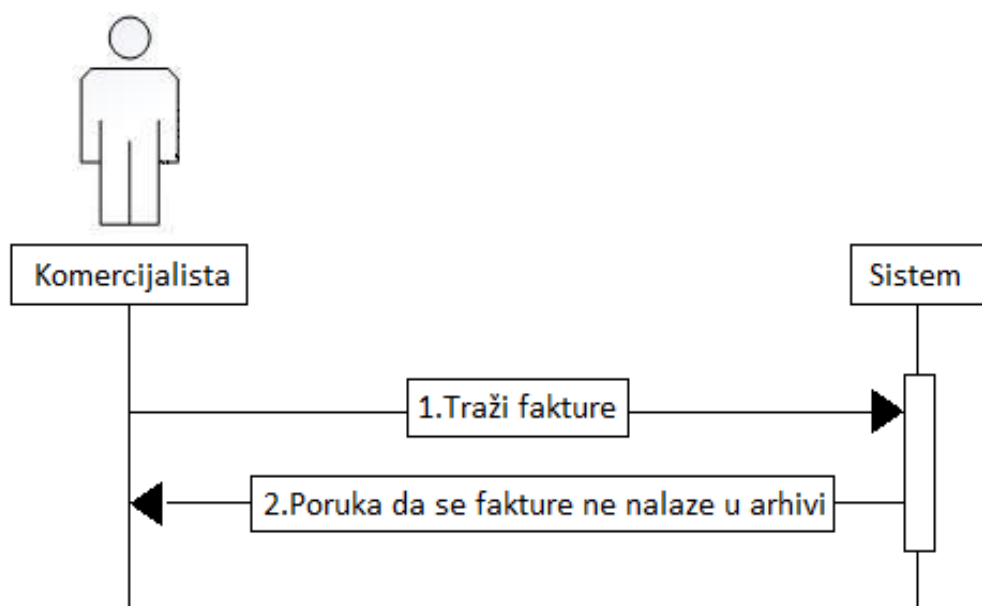 Komercijalista
Sistem
1.Traži fakture
2.Poruka da se fakture ne nalaze u arhivi